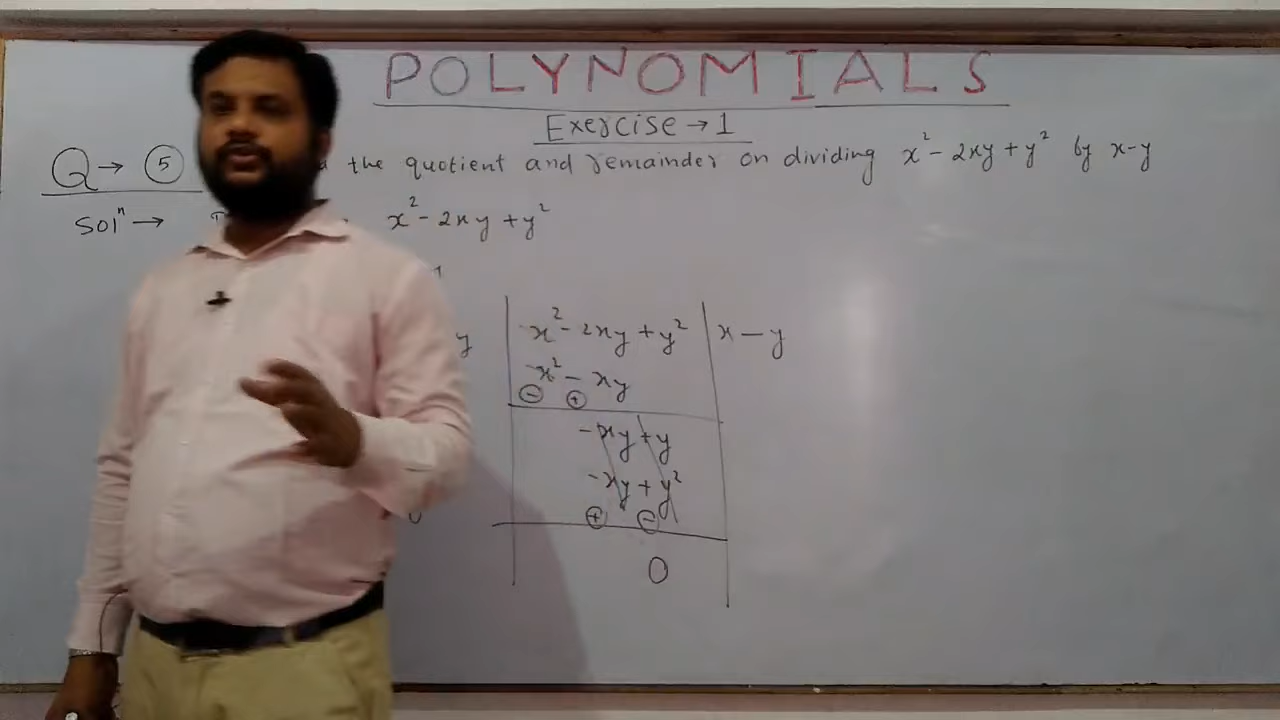 POLYNOMIALS
Exercise → 1
Q → 5 the quotient and remainder on dividing x² - 2xy + y² by x-y
Solⁿ → x² - 2xy + y²
y x² - 2xy + y² x - y
x² - xy
⊖ ⊕
-xy + y
-xy + y²
⊕ ⊖
0